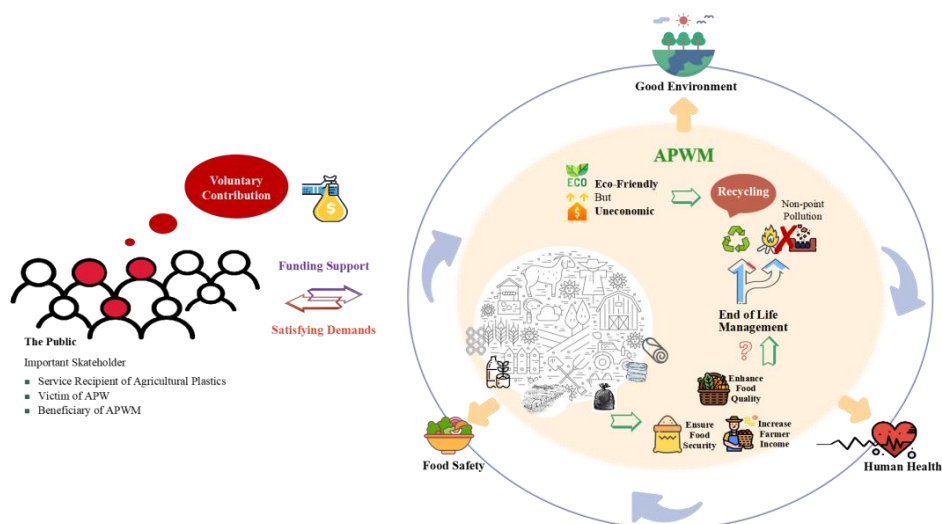 Good Environment
APWM
Voluntary
Contribution
ECO
Eco-Friendly
But
Uneconomic
Recycling
Non-point
Pollution
Funding Support
Satisfying Demands
End of Life
Management
The Public
Important Skateholder
Service Recipient of Agricultural Plastics
Victim of APW
Beneficiary of APWM
Enhance
Food
Quality
Ensure
Food
Security
Increase
Farmer
Income
Food Safety
Human Health